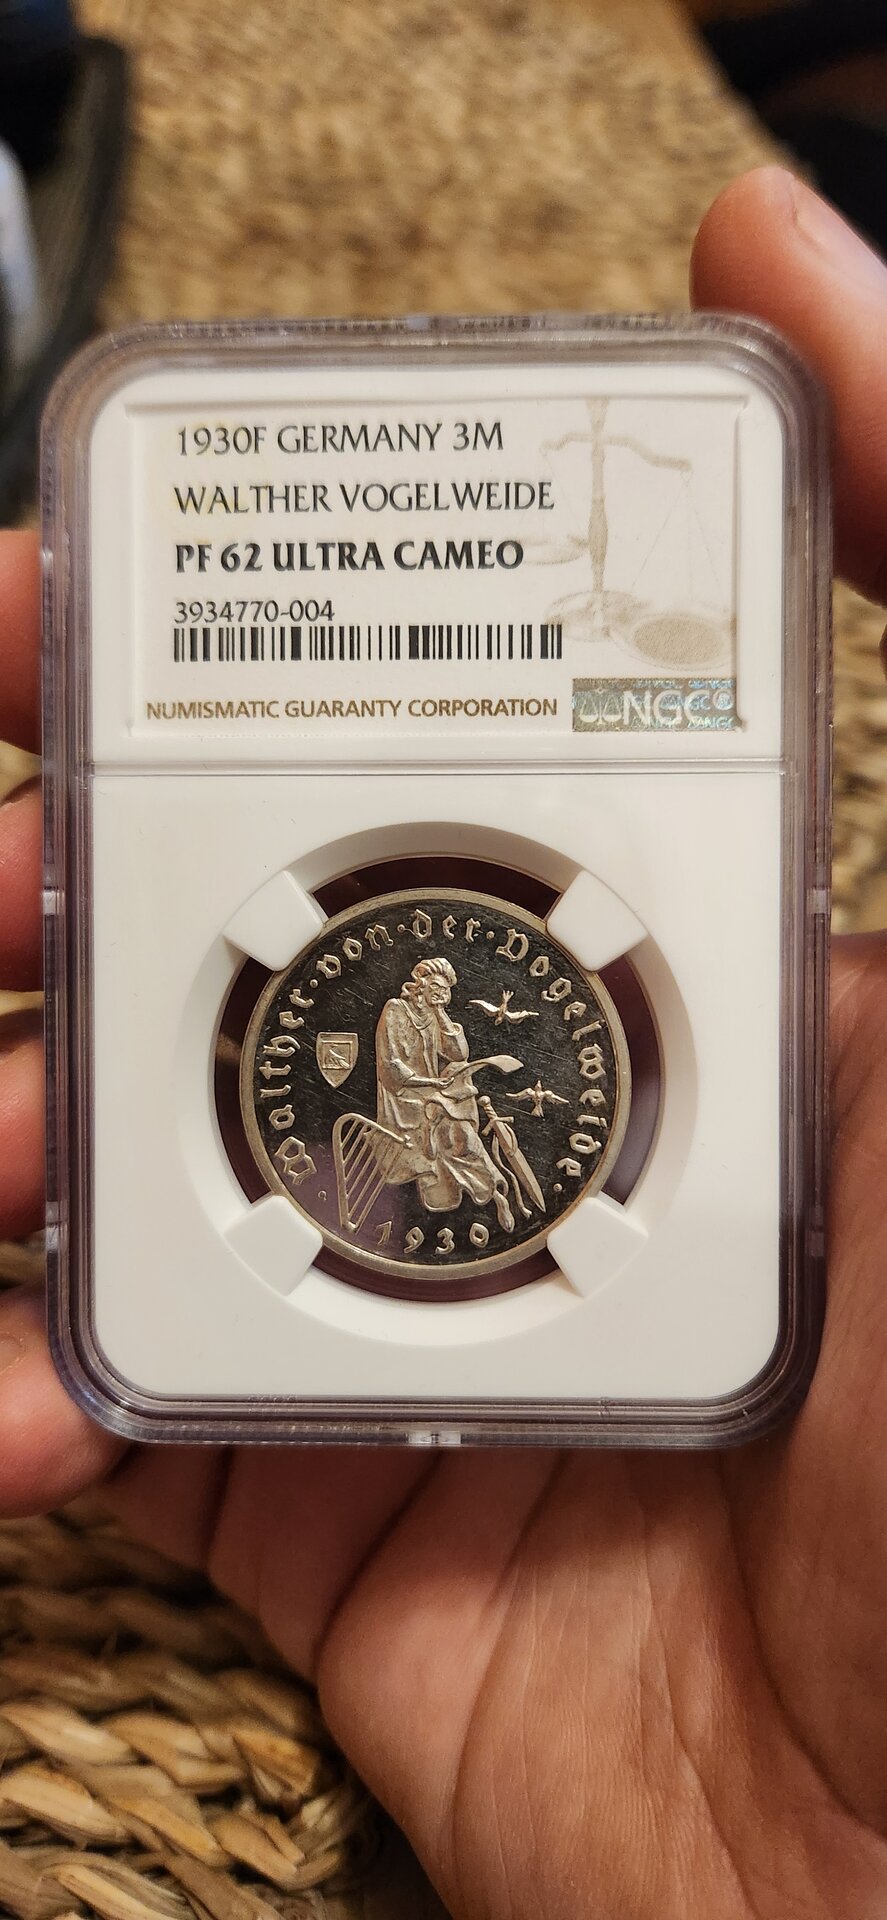 1930F GERMANY 3M
WALTHER VOGELWEIDE
PF 62 ULTRA CAMEO
3934770-004
NUMISMATIC GUARANTY CORPORATION
NGC®
Walther·von·der·Vogelweide·
1930